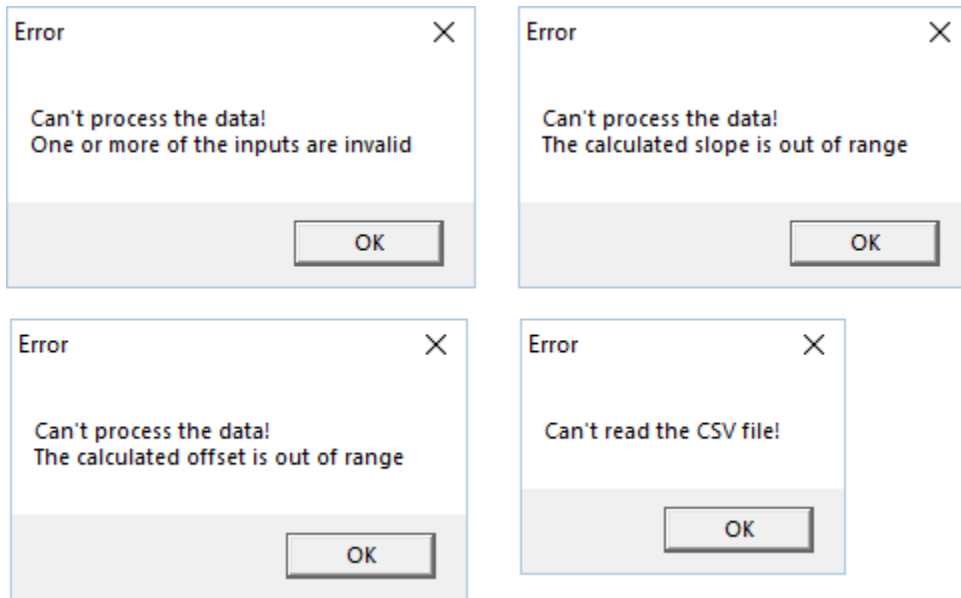 Error
Can't process the data!
One or more of the inputs are invalid
OK
Error
Can't process the data!
The calculated slope is out of range
OK
Error
Can't process the data!
The calculated offset is out of range
OK
Error
Can't read the CSV file!
OK